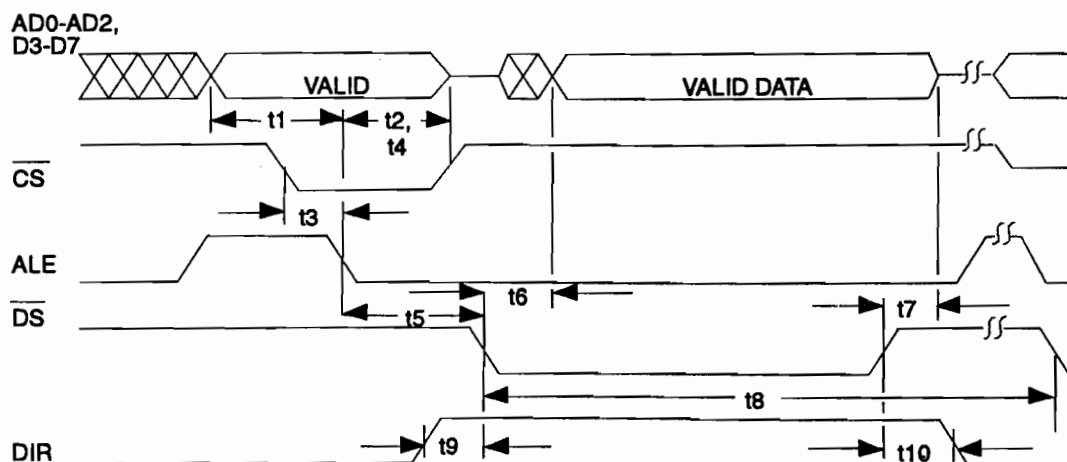 AD0-AD2,
D3-D7
VALID
VALID DATA
t1
t2,
t4
CS
t3
ALE
t6
t7
DS
t5
t8
DIR
t9
t10